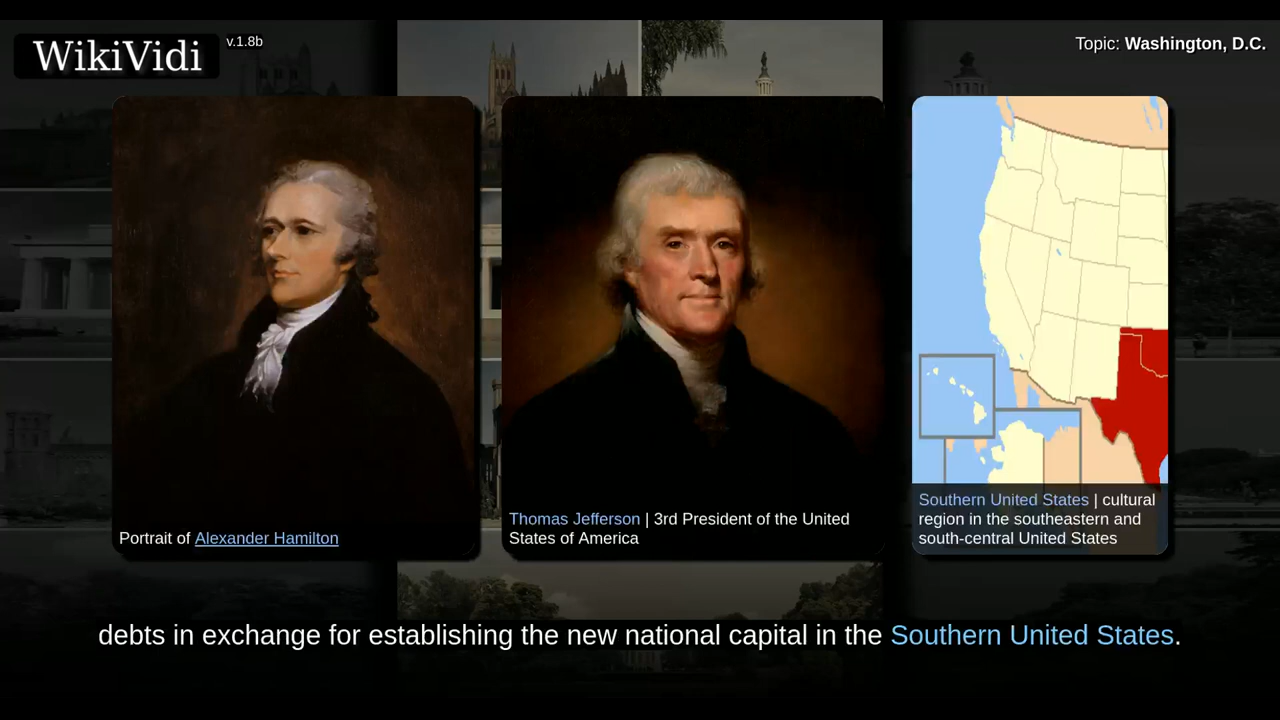 WikiVidi v.1.8b
Topic: Washington, D.C.
Portrait of Alexander Hamilton
Thomas Jefferson | 3rd President of the United
States of America
Southern United States | cultural
region in the southeastern and
south-central United States
debts in exchange for establishing the new national capital in the Southern United States.